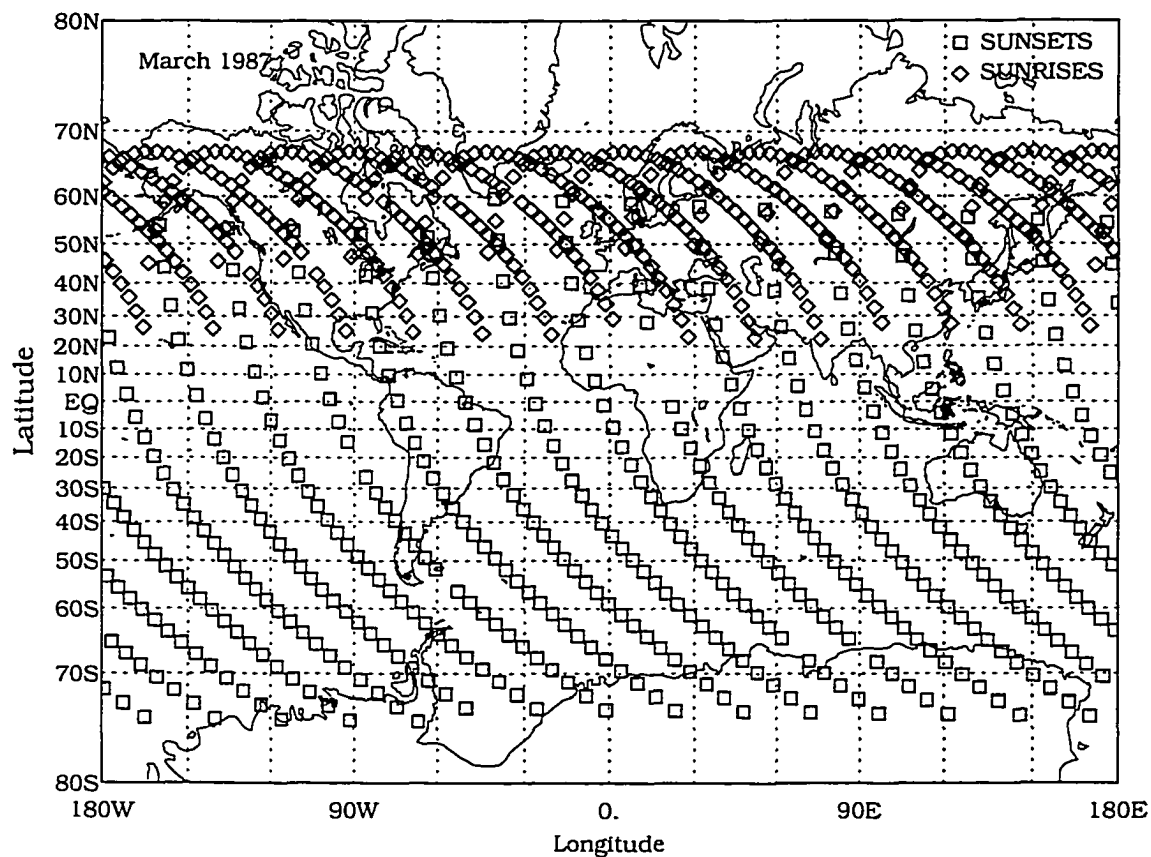 80N
March 1987
□ SUNSETS
◇ SUNRISES
70N
60N
50N
40N
30N
20N
10N
EQ
10S
20S
30S
40S
50S
60S
70S
80S
Latitude
180W
90W
0.
90E
180E
Longitude